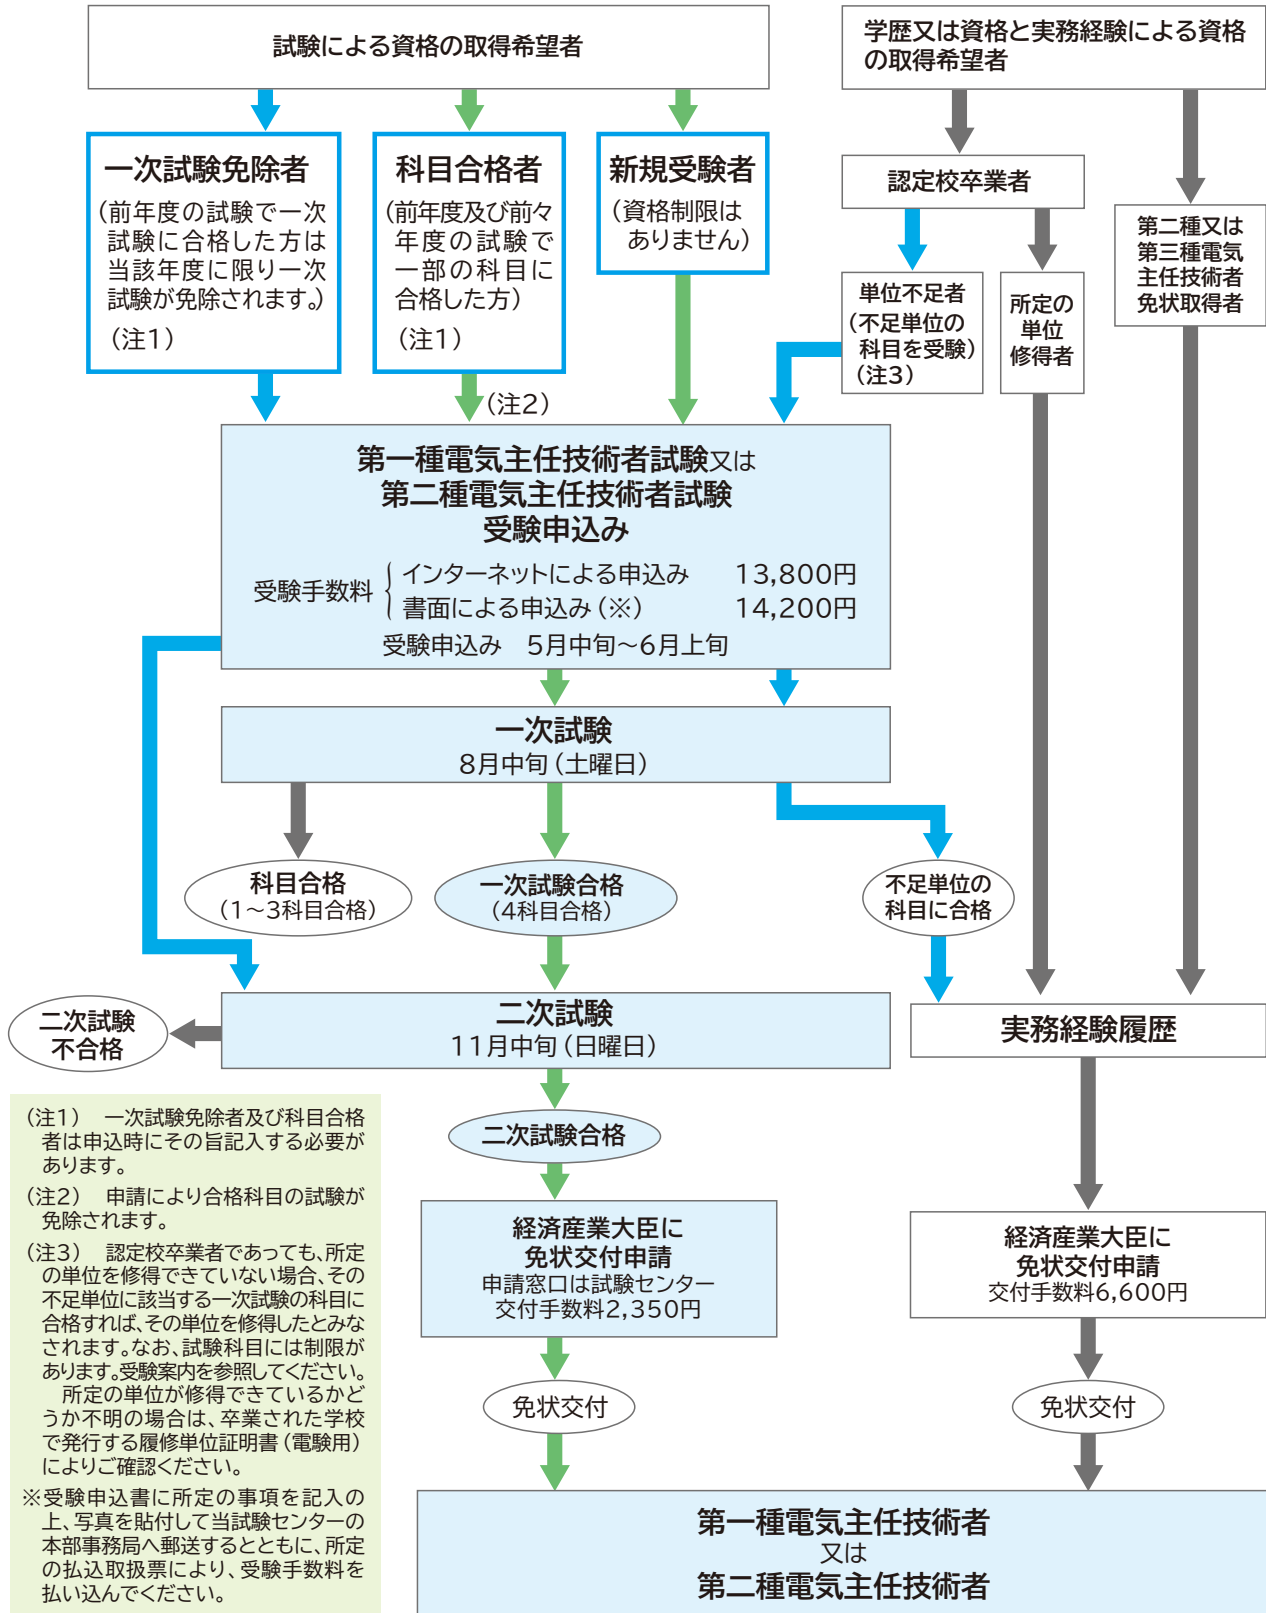 試験による資格の取得希望者
学歴又は資格と実務経験による資格
の取得希望者
一次試験免除者
(前年度の試験で一次
試験に合格した方は
当該年度に限り一次
試験が免除されます。)
(注1)
科目合格者
(前年度及び前々
年度の試験で
一部の科目に
合格した方)
(注1)
新規受験者
(資格制限は
ありません)
認定校卒業者
単位不足者
(不足単位の
科目を受験)
(注3)
所定の
単位
修得者
第二種又は
第三種電気
主任技術者
免状取得者
(注2)
第一種電気主任技術者試験又は
第二種電気主任技術者試験
受験申込み
受験手数料
インターネットによる申込み 13,800円
書面による申込み(※) 14,200円
受験申込み 5月中旬～6月上旬
一次試験
8月中旬(土曜日)
科目合格
(1～3科目合格)
一次試験合格
(4科目合格)
不足単位の
科目に合格
二次試験
11月中旬(日曜日)
二次試験
不合格
実務経験履歴
二次試験合格
経済産業大臣に
免状交付申請
申請窓口は試験センター
交付手数料2,350円
経済産業大臣に
免状交付申請
交付手数料6,600円
免状交付
免状交付
第一種電気主任技術者
又は
第二種電気主任技術者
(注1) 一次試験免除者及び科目合格
者は申込時にその旨記入する必要が
あります。
(注2) 申請により合格科目の試験が
免除されます。
(注3) 認定校卒業者であっても、所定
の単位を修得できていない場合、その
不足単位に該当する一次試験の科目に
合格すれば、その単位を修得したとみな
されます。なお、試験科目には制限が
あります。受験案内を参照してください。
所定の単位が修得できているかど
うか不明の場合は、卒業された学校
で発行する履修単位証明書(電験用)
によりご確認ください。
※受験申込書に所定の事項を記入の
上、写真を貼付して当試験センターの
本部事務局へ郵送するとともに、所定
の払込取扱票により、受験手数料を
払い込んでください。